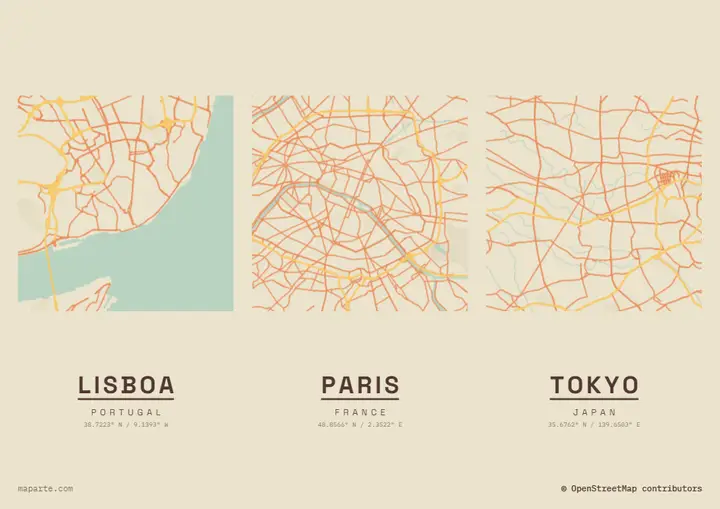 LISBOA
PORTUGAL
38.7223° N / 9.1393° W
PARIS
FRANCE
48.8566° N / 2.3522° E
TOKYO
JAPAN
35.6762° N / 139.6503° E
maparte.com
© OpenStreetMap contributors